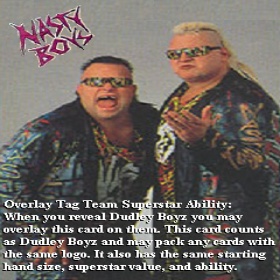 NASTY
BOYS
Overlay Tag Team Superstar Ability:
When you reveal Dudley Boyz you may
overlay this card on them. This card counts
as Dudley Boyz and may pack any cards with
the same logo. It also has the same starting
hand size, superstar value, and ability.